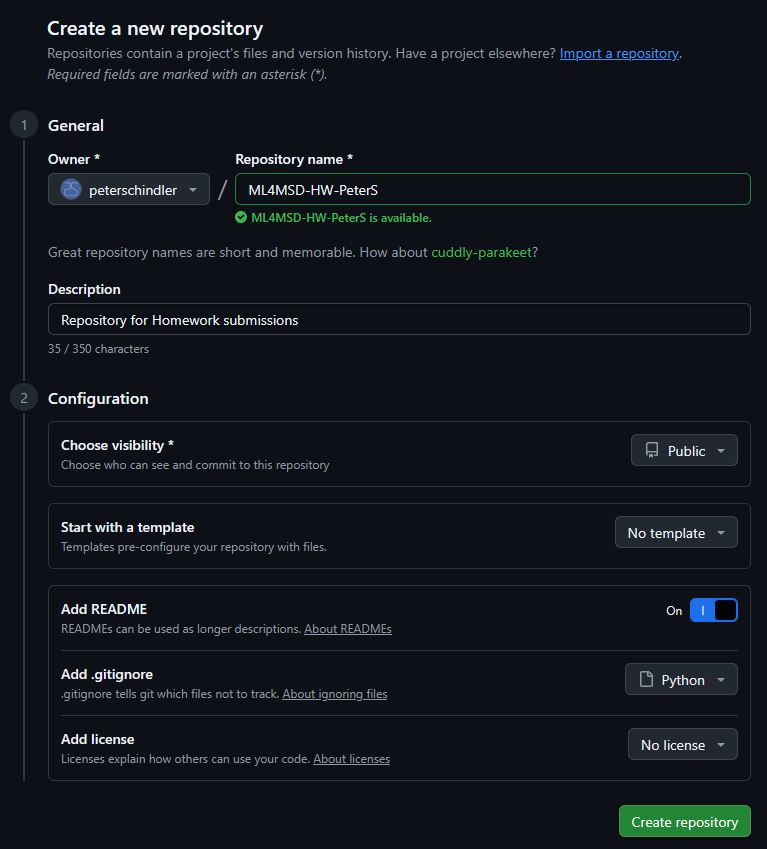 Create a new repository
Repositories contain a project's files and version history. Have a project elsewhere? Import a repository.
Required fields are marked with an asterisk (*).
1
General
Owner *
Repository name *
peterschindler
/
ML4MSD-HW-PeterS
ML4MSD-HW-PeterS is available.
Great repository names are short and memorable. How about cuddly-parakeet?
Description
Repository for Homework submissions
35 / 350 characters
2
Configuration
Choose visibility *
Choose who can see and commit to this repository
Public
Start with a template
Templates pre-configure your repository with files.
No template
Add README
READMEs can be used as longer descriptions. About READMEs
On
Add .gitignore
.gitignore tells git which files not to track. About ignoring files
Python
Add license
Licenses explain how others can use your code. About licenses
No license
Create repository